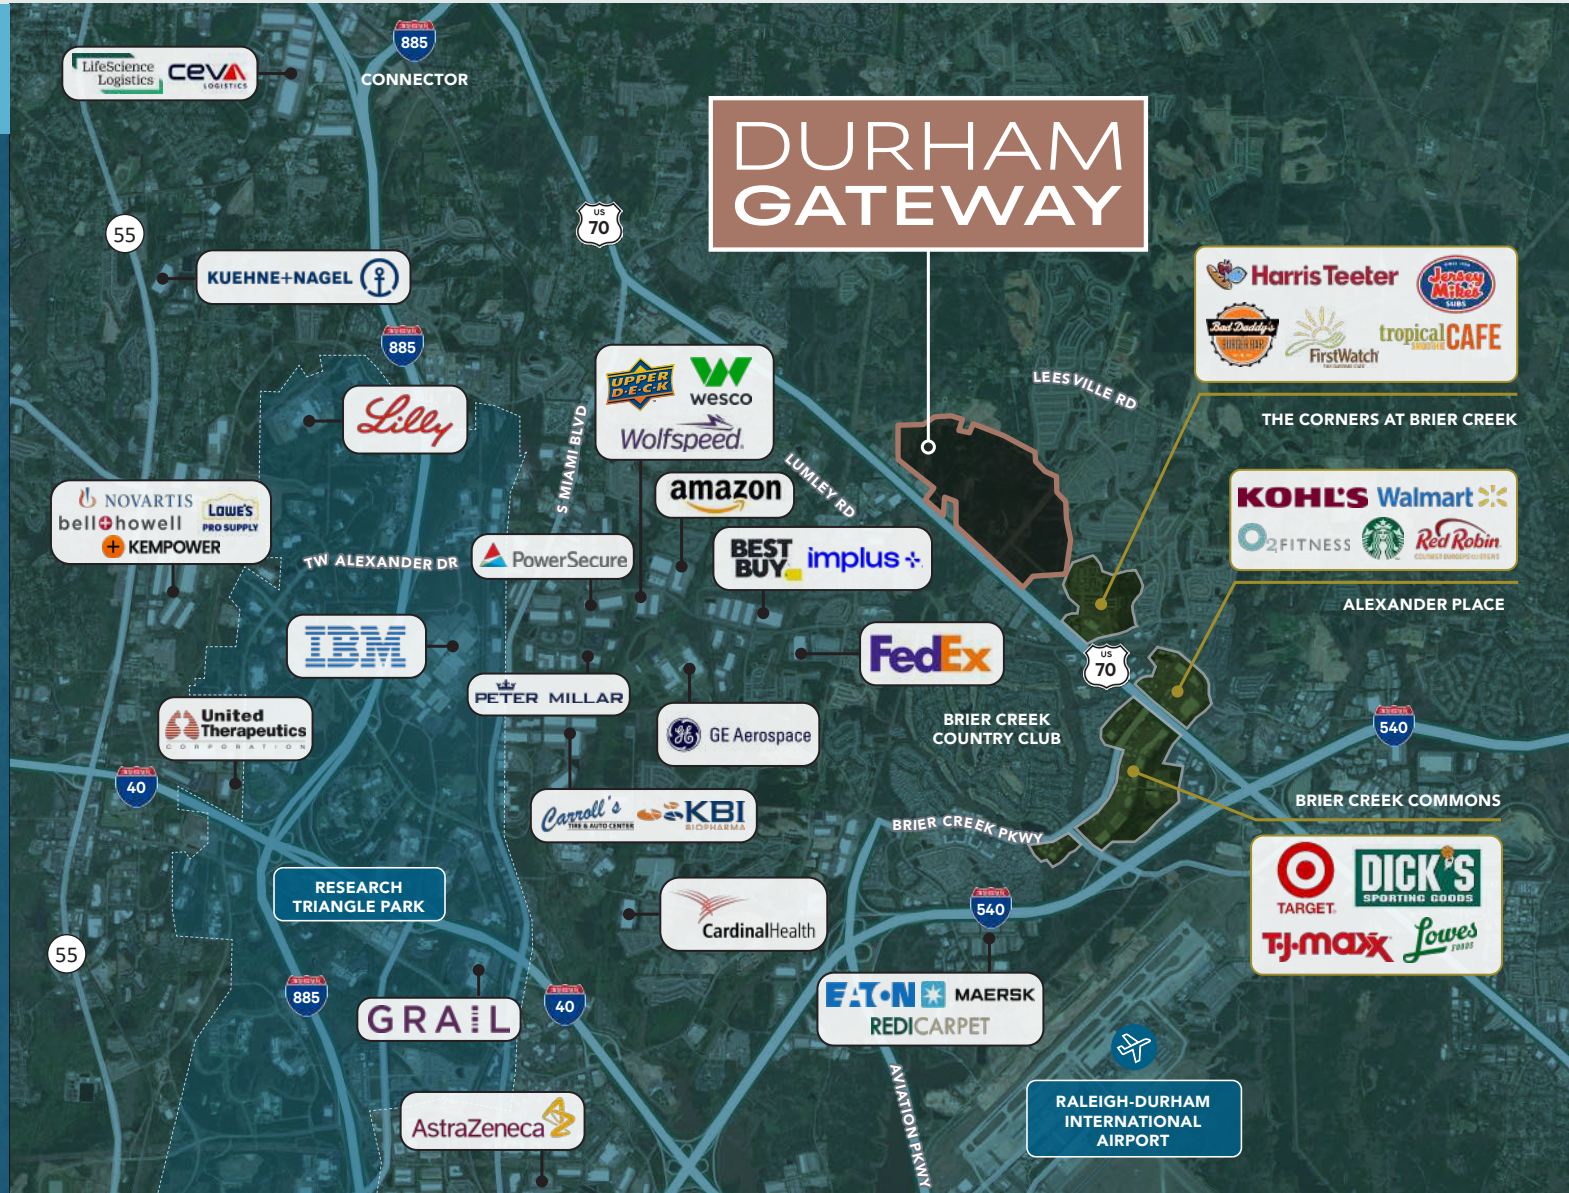 885
CONNECTOR
LifeScience
Logistics
CEVA
LOGISTICS
DURHAM
GATEWAY
55
US
70
KUEHNE+NAGEL
885
Harris Teeter
Jersey
Mike's
SUBS
Bad Daddy's
BURGER BAR
FirstWatch
tropical
SMOOTHIE
CAFE
THE CORNERS AT BRIER CREEK
LEESVILLE RD
UPPER
D·E·C·K
wesco
Wolfspeed
Lilly
S MIAMI BLVD
LUMLEY RD
amazon
KOHL'S
Walmart
O2FITNESS
Red Robin
ALEXANDER PLACE
NOVARTIS
LOWE'S
PRO SUPPLY
bell+howell
KEMPOWER
TW ALEXANDER DR
PowerSecure
BEST
BUY
implus
IBM
FedEx
PETER MILLAR
US
70
United
Therapeutics
CORPORATION
GE Aerospace
BRIER CREEK
COUNTRY CLUB
540
40
Carroll's
TIRE & AUTO CENTER
KBI
BIOPHARMA
BRIER CREEK PKWY
BRIER CREEK COMMONS
TARGET
DICK'S
SPORTING GOODS
T·J·maxx
Lowes
FOODS
RESEARCH
TRIANGLE PARK
CardinalHealth
540
55
885
GRAIL
40
EATON
MAERSK
REDICARPET
AVIATION PKWY
RALEIGH-DURHAM
INTERNATIONAL
AIRPORT
AstraZeneca